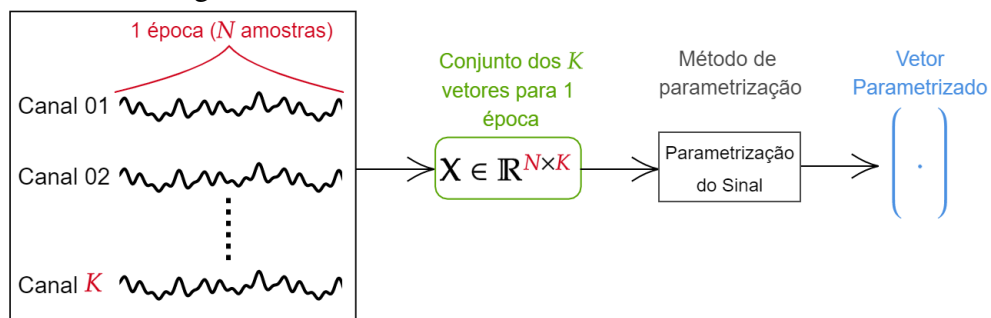 1 época (N amostras)
Canal 01
Canal 02
Canal K
Conjunto dos K
vetores para 1
época
X ∈ ℝ^{N×K}
Método de
parametrização
Parametrização
do Sinal
Vetor
Parametrizado
( · )